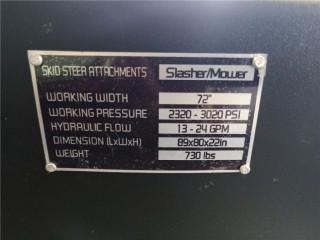 SKID STEER ATTACHMENTS Slasher/Mower
WORKING WIDTH 72"
WORKING PRESSURE 2320 - 3020 PSI
HYDRAULIC FLOW 13 - 24 GPM
DIMENSION (LxWxH) 89x80x22in
WEIGHT 730 lbs